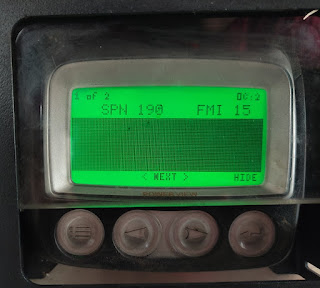 1 of 2
SPN 190 FMI 15
< NEXT > HIDE